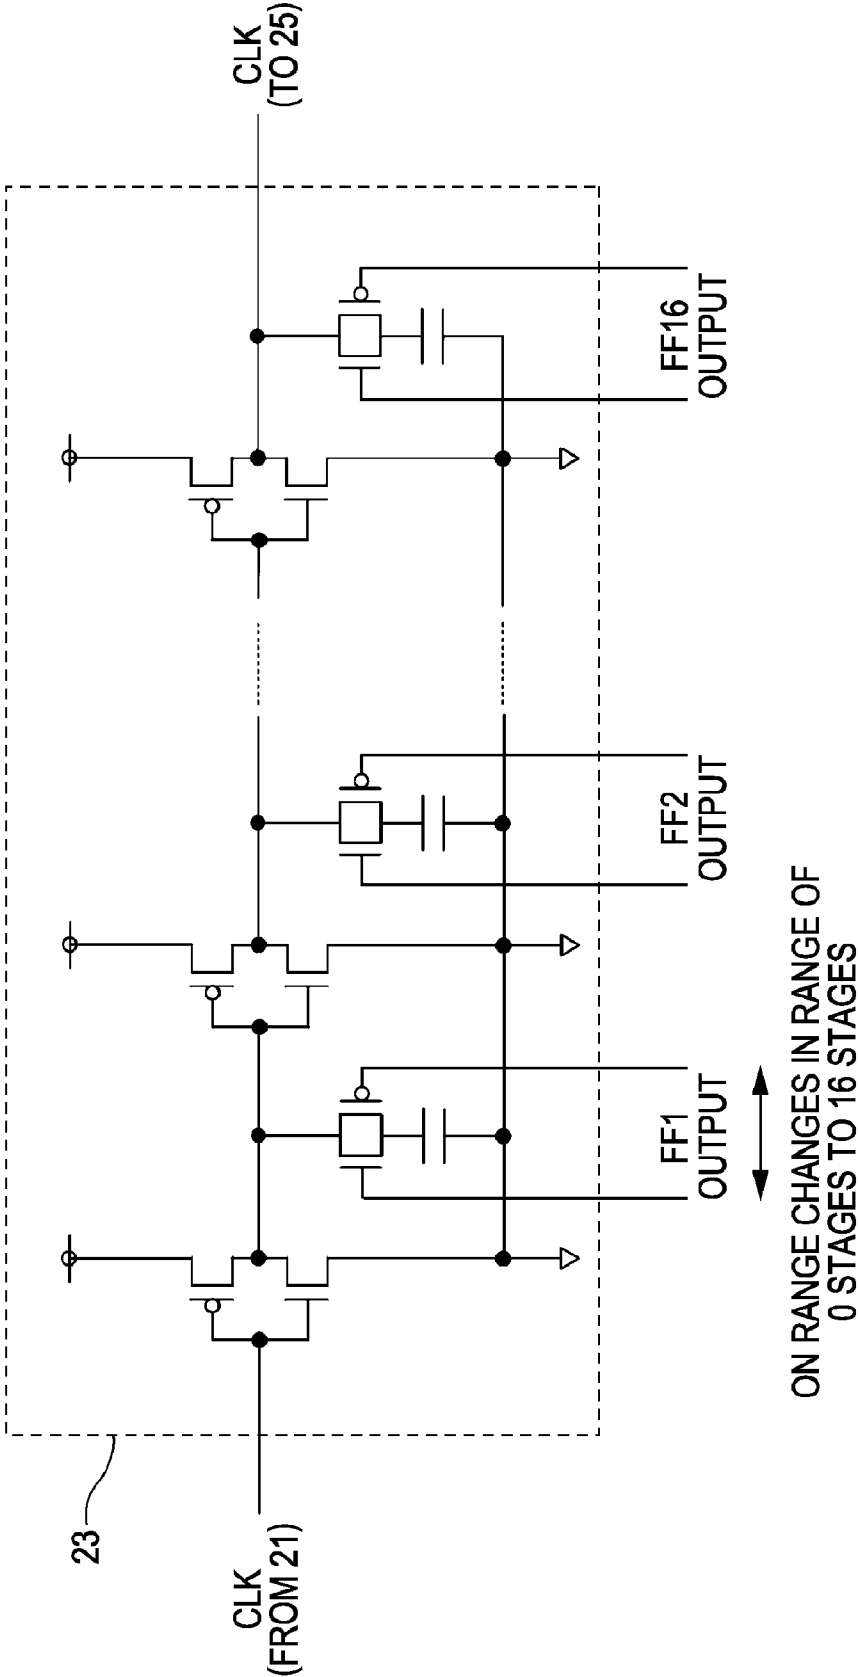 23
CLK
(FROM 21)
CLK
(TO 25)
FF1
OUTPUT
FF2
OUTPUT
FF16
OUTPUT
ON RANGE CHANGES IN RANGE OF
0 STAGES TO 16 STAGES